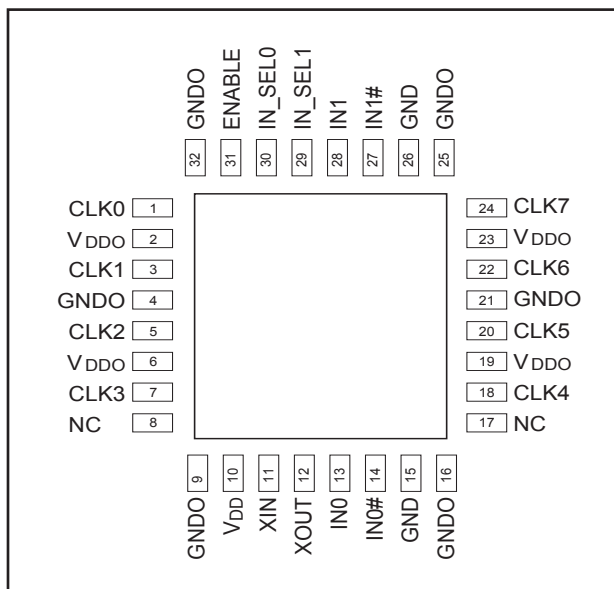 GNDO
ENABLE
IN_SEL0
IN_SEL1
IN1
IN1#
GND
GNDO
32
31
30
29
28
27
26
25
CLK0 1
VDDO 2
CLK1 3
GNDO 4
CLK2 5
VDDO 6
CLK3 7
NC 8
24 CLK7
23 VDDO
22 CLK6
21 GNDO
20 CLK5
19 VDDO
18 CLK4
17 NC
9
10
11
12
13
14
15
16
GNDO
VDD
XIN
XOUT
IN0
IN0#
GND
GNDO